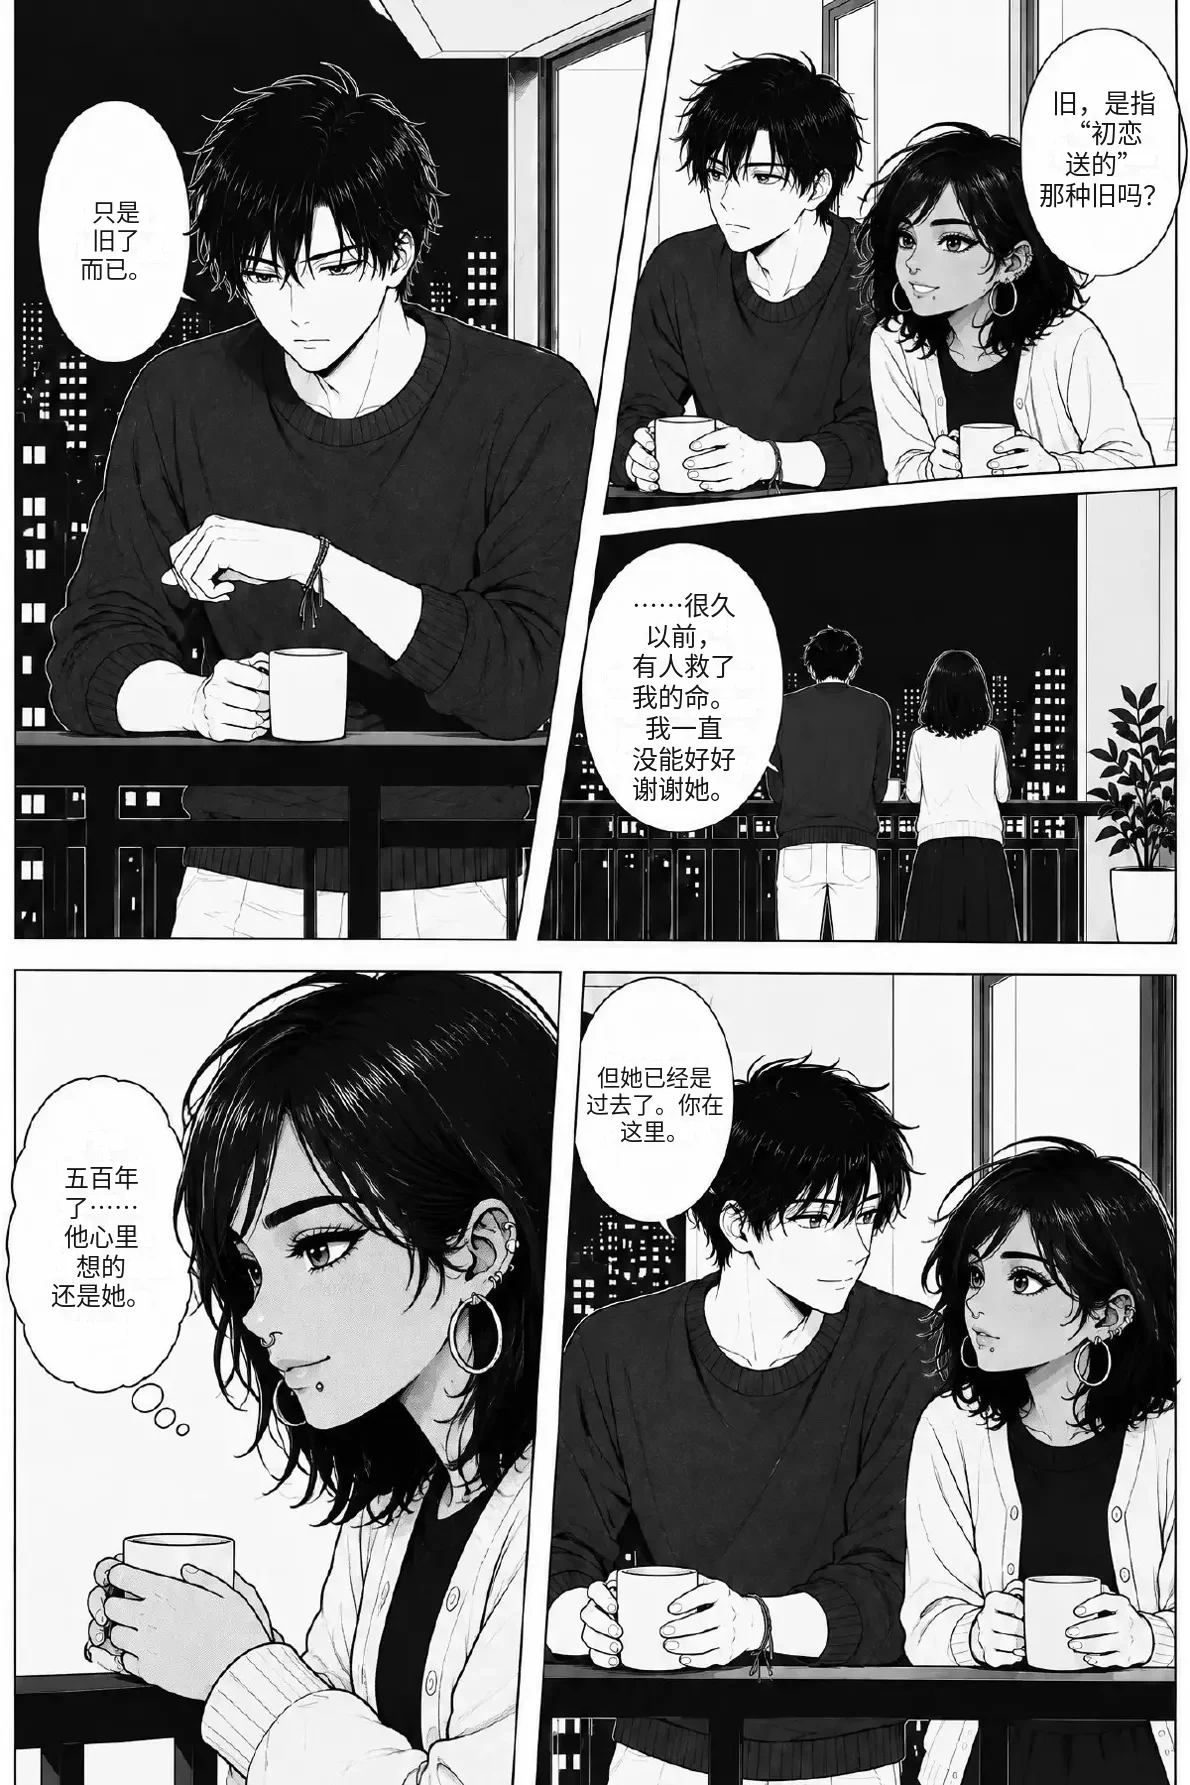 只是
旧了
而已。
旧，是指
“初恋
送的”
那种旧吗？
……很久
以前，
有人救了
我的命。
我一直
没能好好
谢谢她。
五百年
了……
他心里
想的
还是她。
但她已经是
过去了。你在
这里。